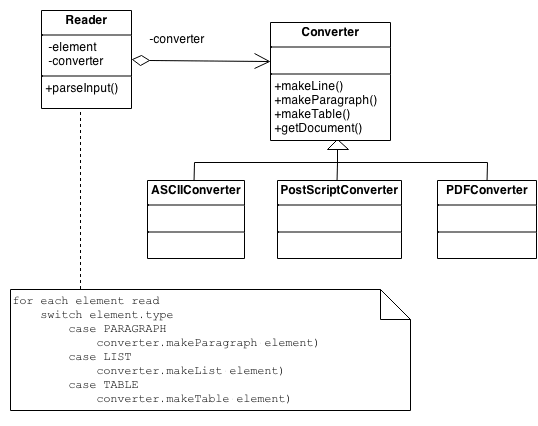 Reader
-element
-converter
+parseInput()
-converter
Converter
+makeLine()
+makeParagraph()
+makeTable()
+getDocument()
ASCIIConverter
PostScriptConverter
PDFConverter
for each element read
    switch element.type
        case PARAGRAPH
            converter.makeParagraph element)
        case LIST
            converter.makeList element)
        case TABLE
            converter.makeTable element)